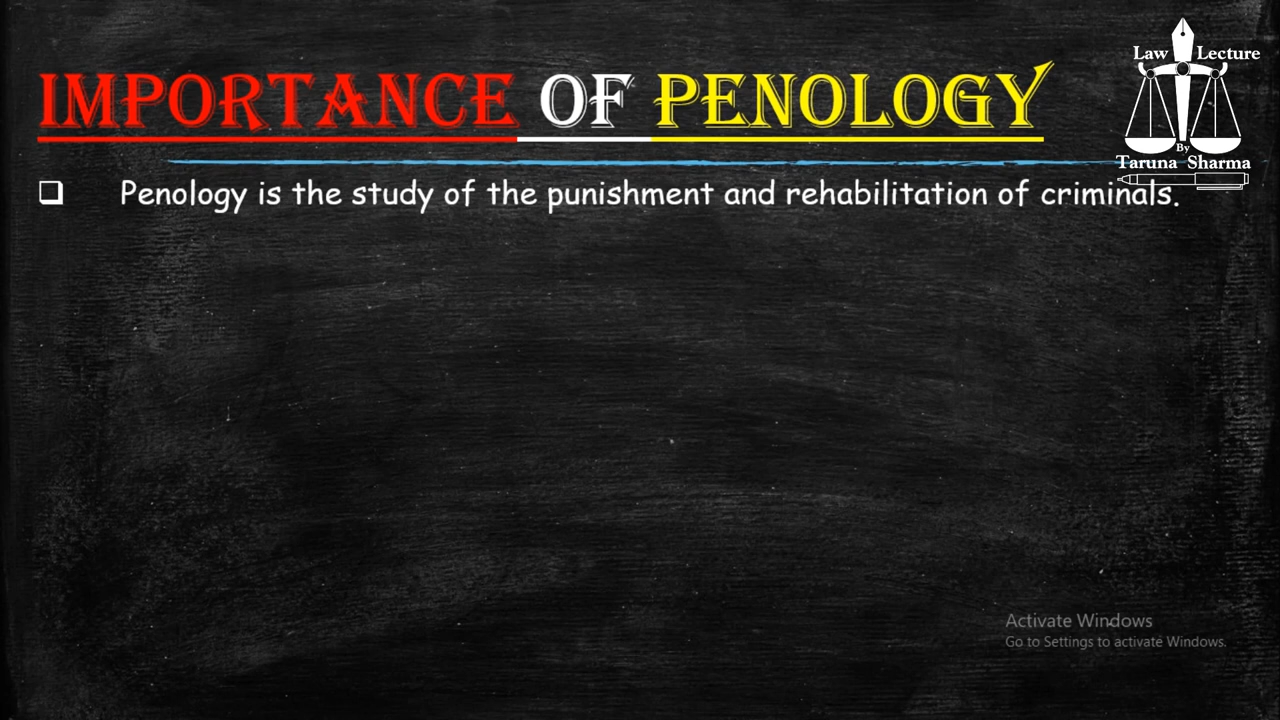 Law Lecture
IMPORTANCE OF PENOLOGY
By
Taruna Sharma
❑ Penology is the study of the punishment and rehabilitation of criminals.
Activate Windows
Go to Settings to activate Windows.